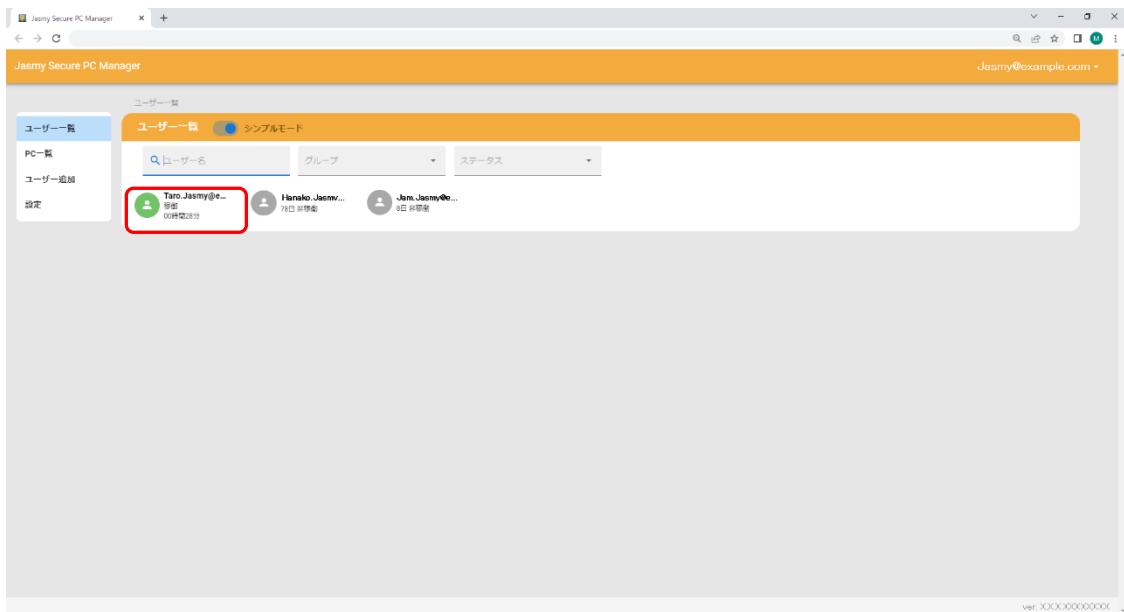 Jasmy Secure PC Manager
Jasmy Secure PC Manager
Jasmy@example.com
ユーザー一覧
ユーザー一覧
PC一覧
ユーザー追加
設定
ユーザー一覧 シンプルモード
ユーザー名 グループ ステータス
Taro.Jasmy@e...
稼働
00時間28分
Hanako.Jasmy...
78日 非稼働
Jam.Jasmy@e...
8日 非稼働
ver. XXXXXXXXXXXX